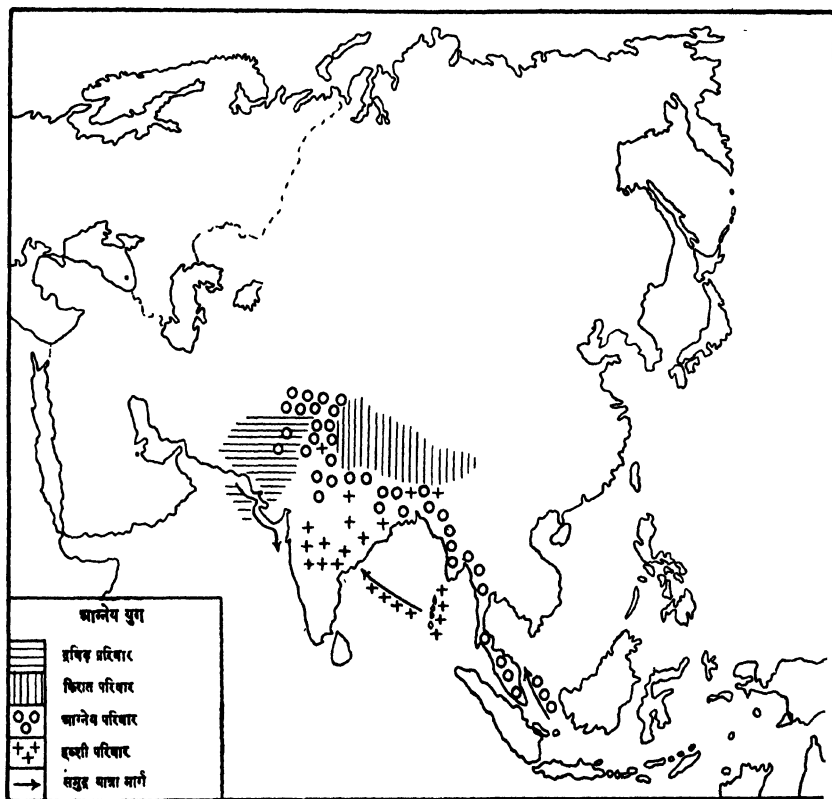 आग्नेय युग
द्रविड़ परिवार
किरात परिवार
आग्नेय परिवार
हब्शी परिवार
समुद्र यात्रा मार्ग